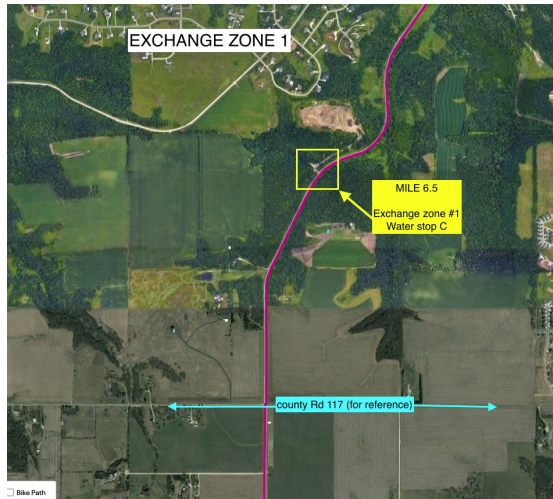 EXCHANGE ZONE 1
MILE 6.5
Exchange zone #1
Water stop C
county Rd 117 (for reference)
Bike Path